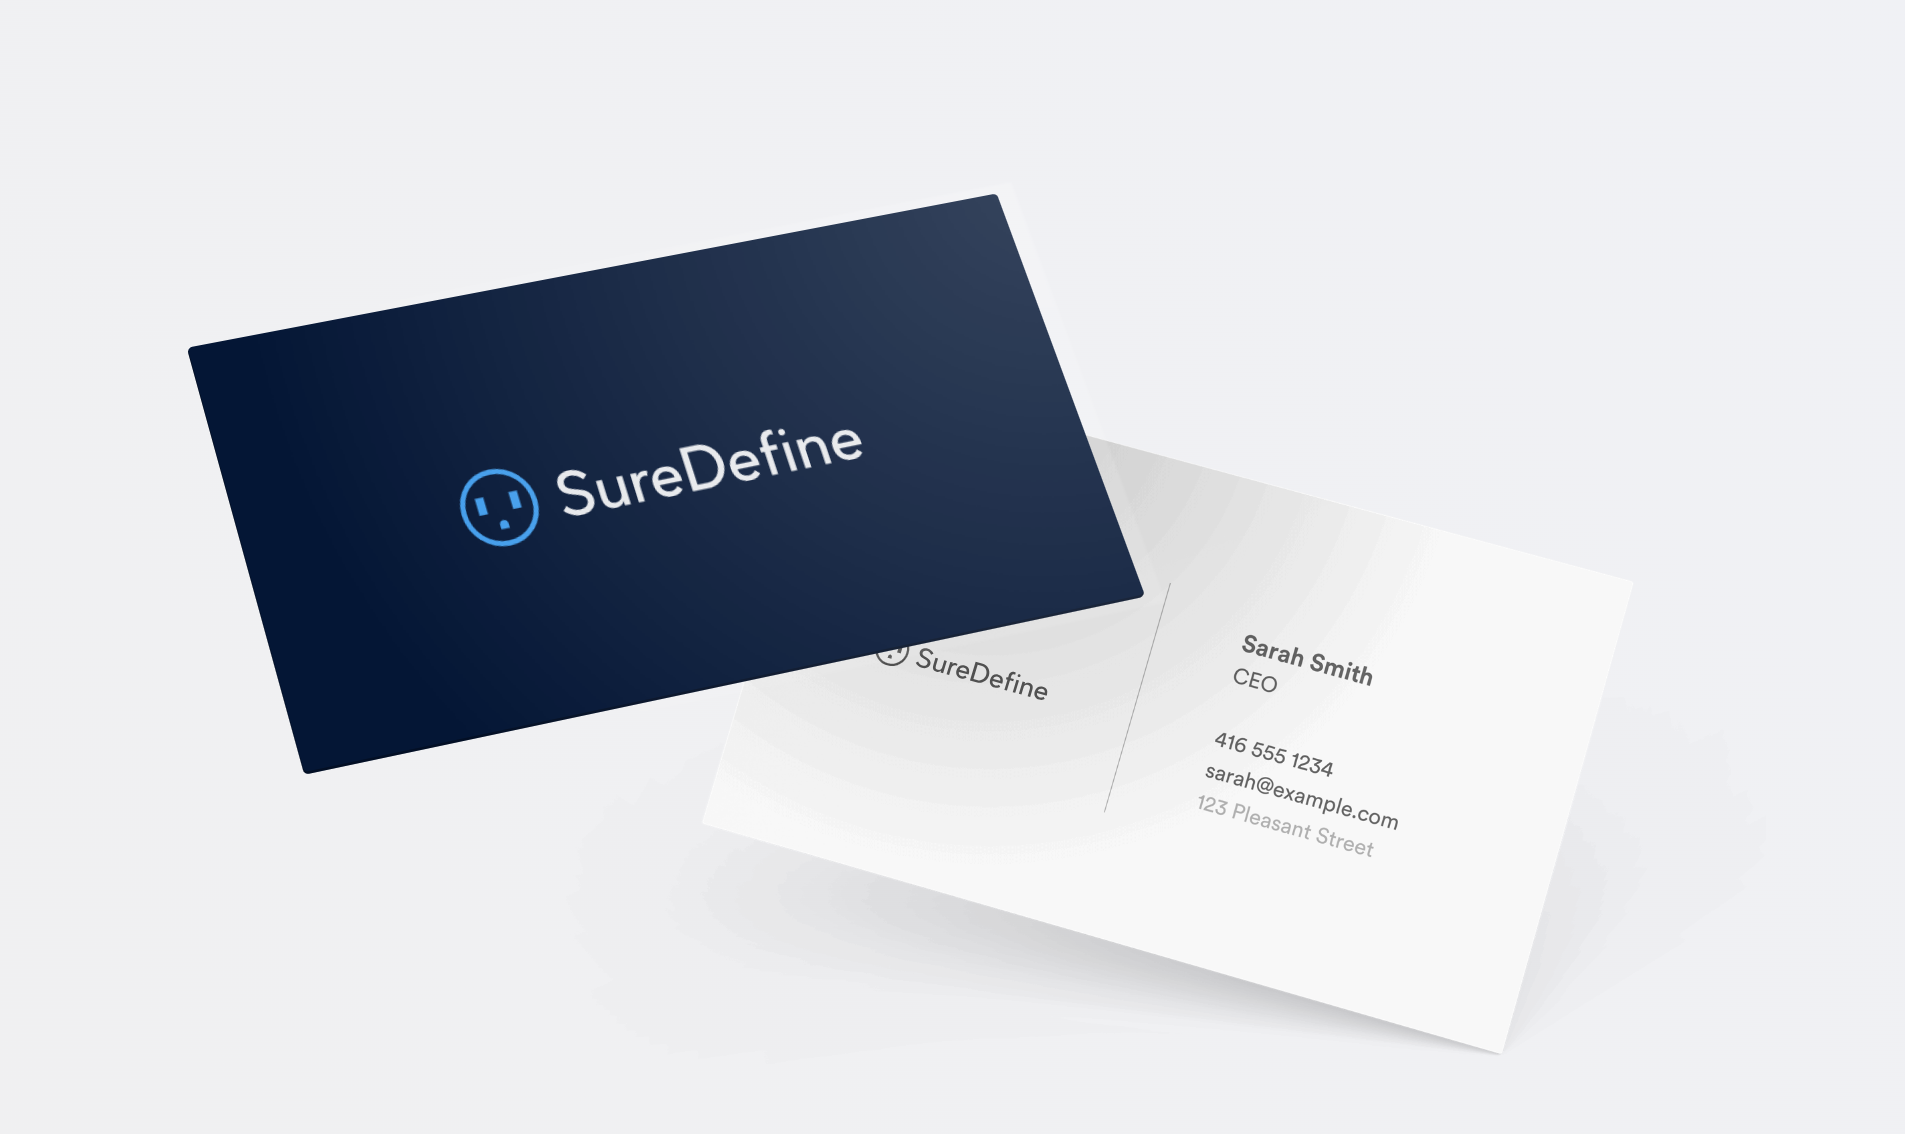 SureDefine
SureDefine
Sarah Smith
CEO
416 555 1234
sarah@example.com
123 Pleasant Street